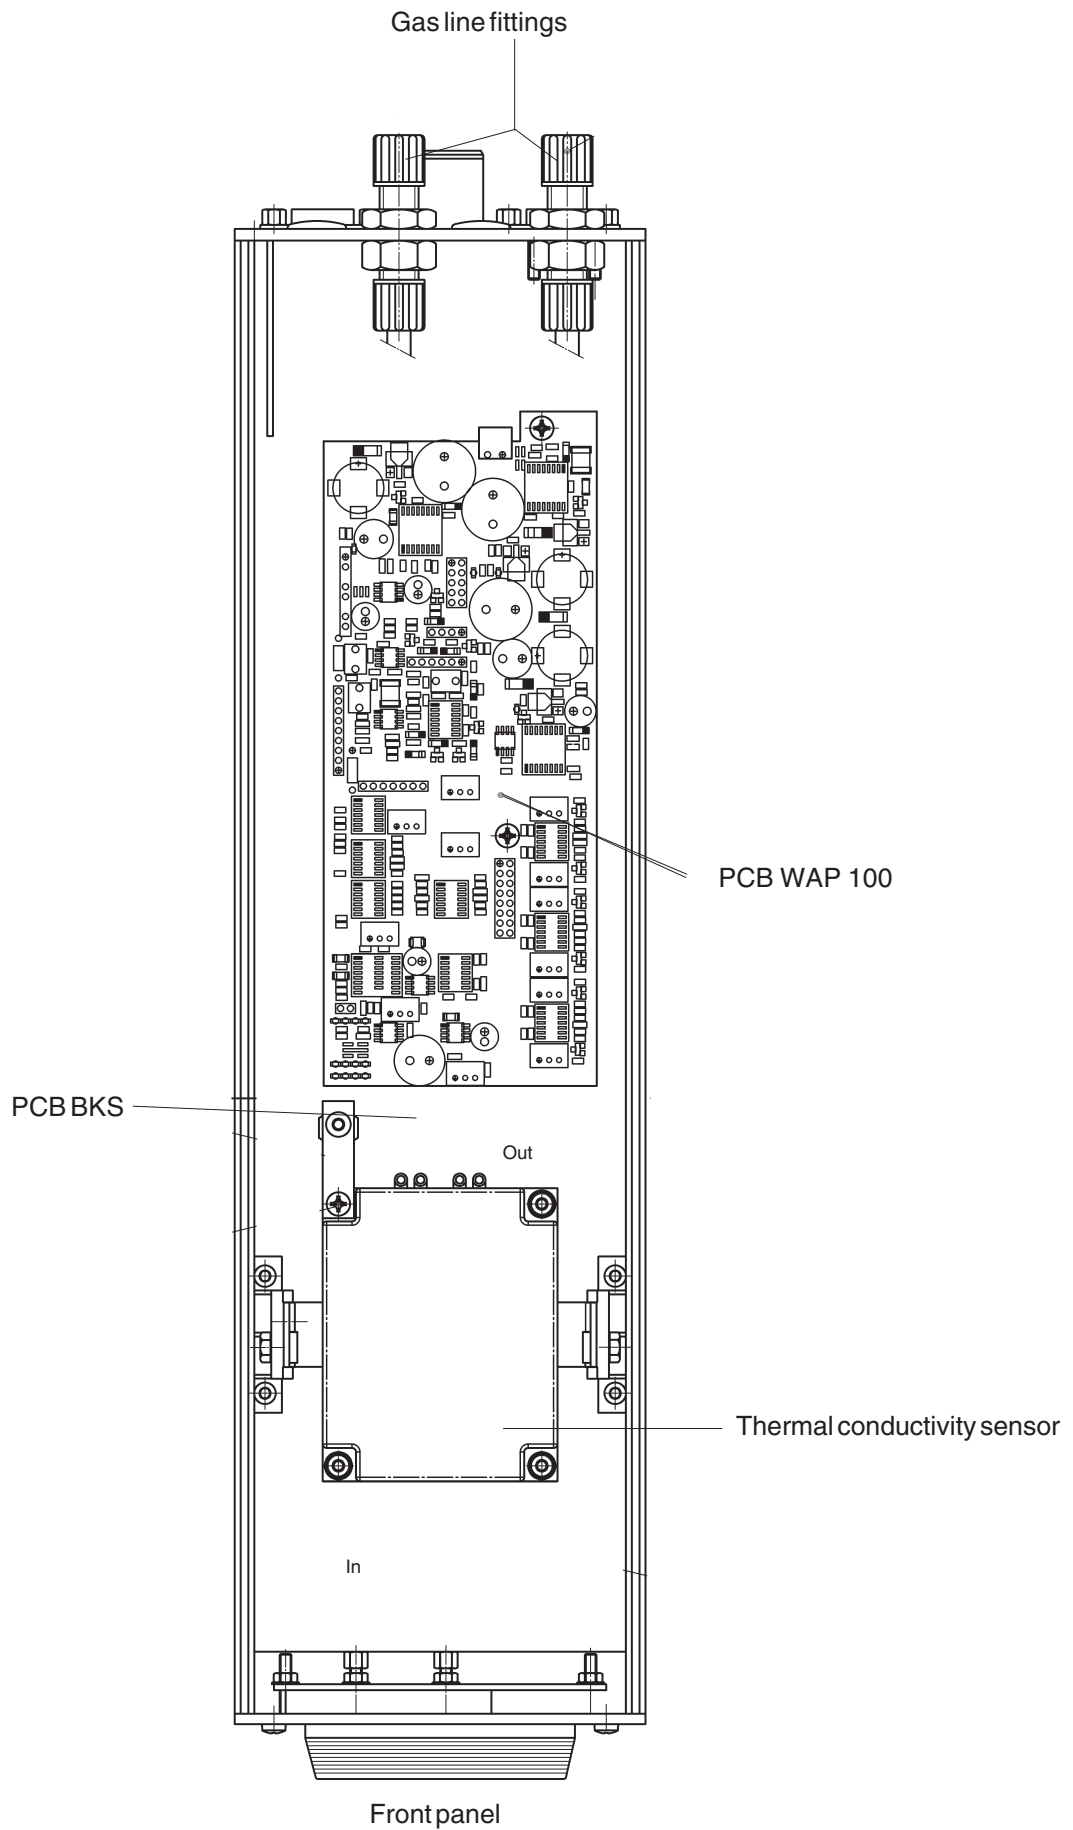 Gas line fittings
PCB WAP 100
PCB BKS
Out
Thermal conductivity sensor
In
Front panel